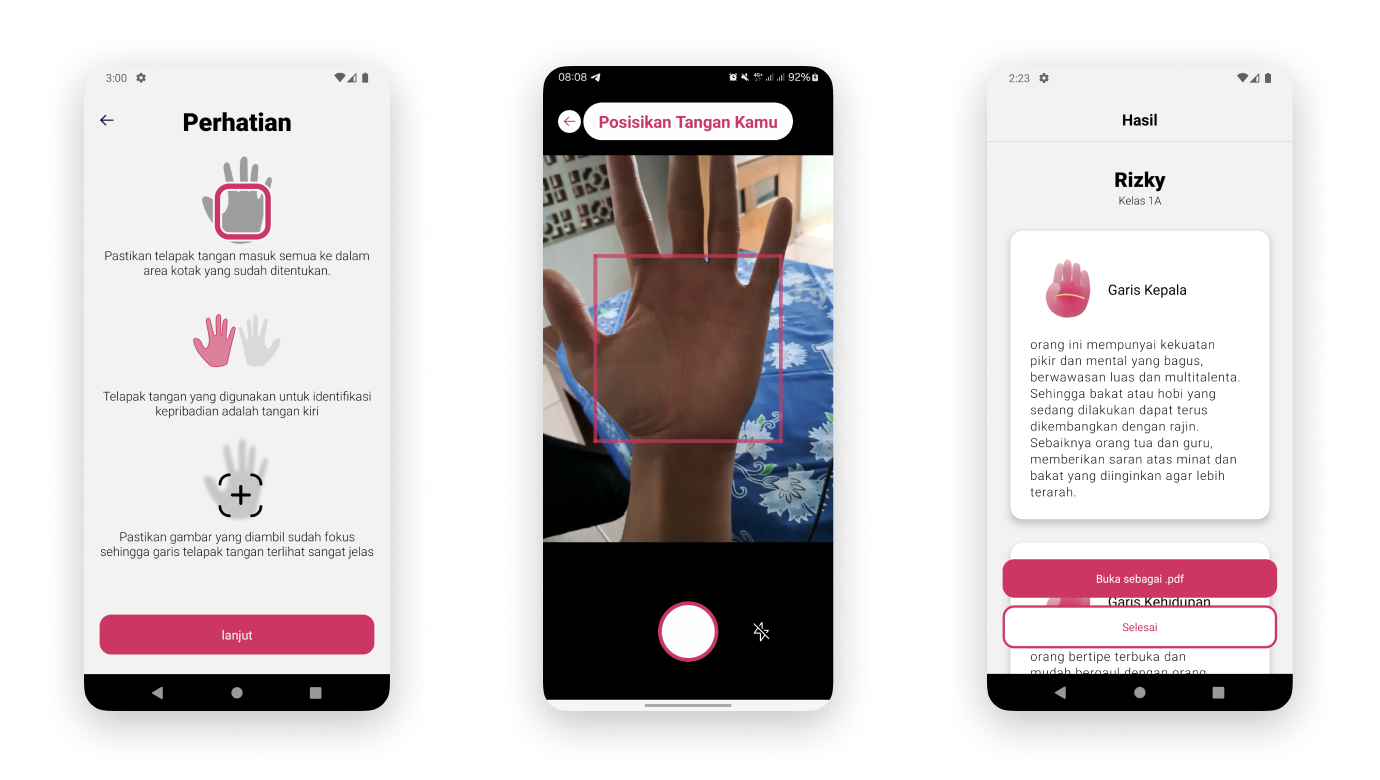 3:00
Perhatian
Pastikan telapak tangan masuk semua ke dalam
area kotak yang sudah ditentukan.
Telapak tangan yang digunakan untuk identifikasi
kepribadian adalah tangan kiri
Pastikan gambar yang diambil sudah fokus
sehingga garis telapak tangan terlihat sangat jelas
lanjut
08:08
4G+
92%
Posisikan Tangan Kamu
2:23
Hasil
Rizky
Kelas 1A
Garis Kepala
orang ini mempunyai kekuatan
pikir dan mental yang bagus,
berwawasan luas dan multitalenta.
Sehingga bakat atau hobi yang
sedang dilakukan dapat terus
dikembangkan dengan rajin.
Sebaiknya orang tua dan guru,
memberikan saran atas minat dan
bakat yang diinginkan agar lebih
terarah.
Buka sebagai .pdf
Garis Kehidupan
Selesai
orang bertipe terbuka dan
mudah bergaul dengan orang